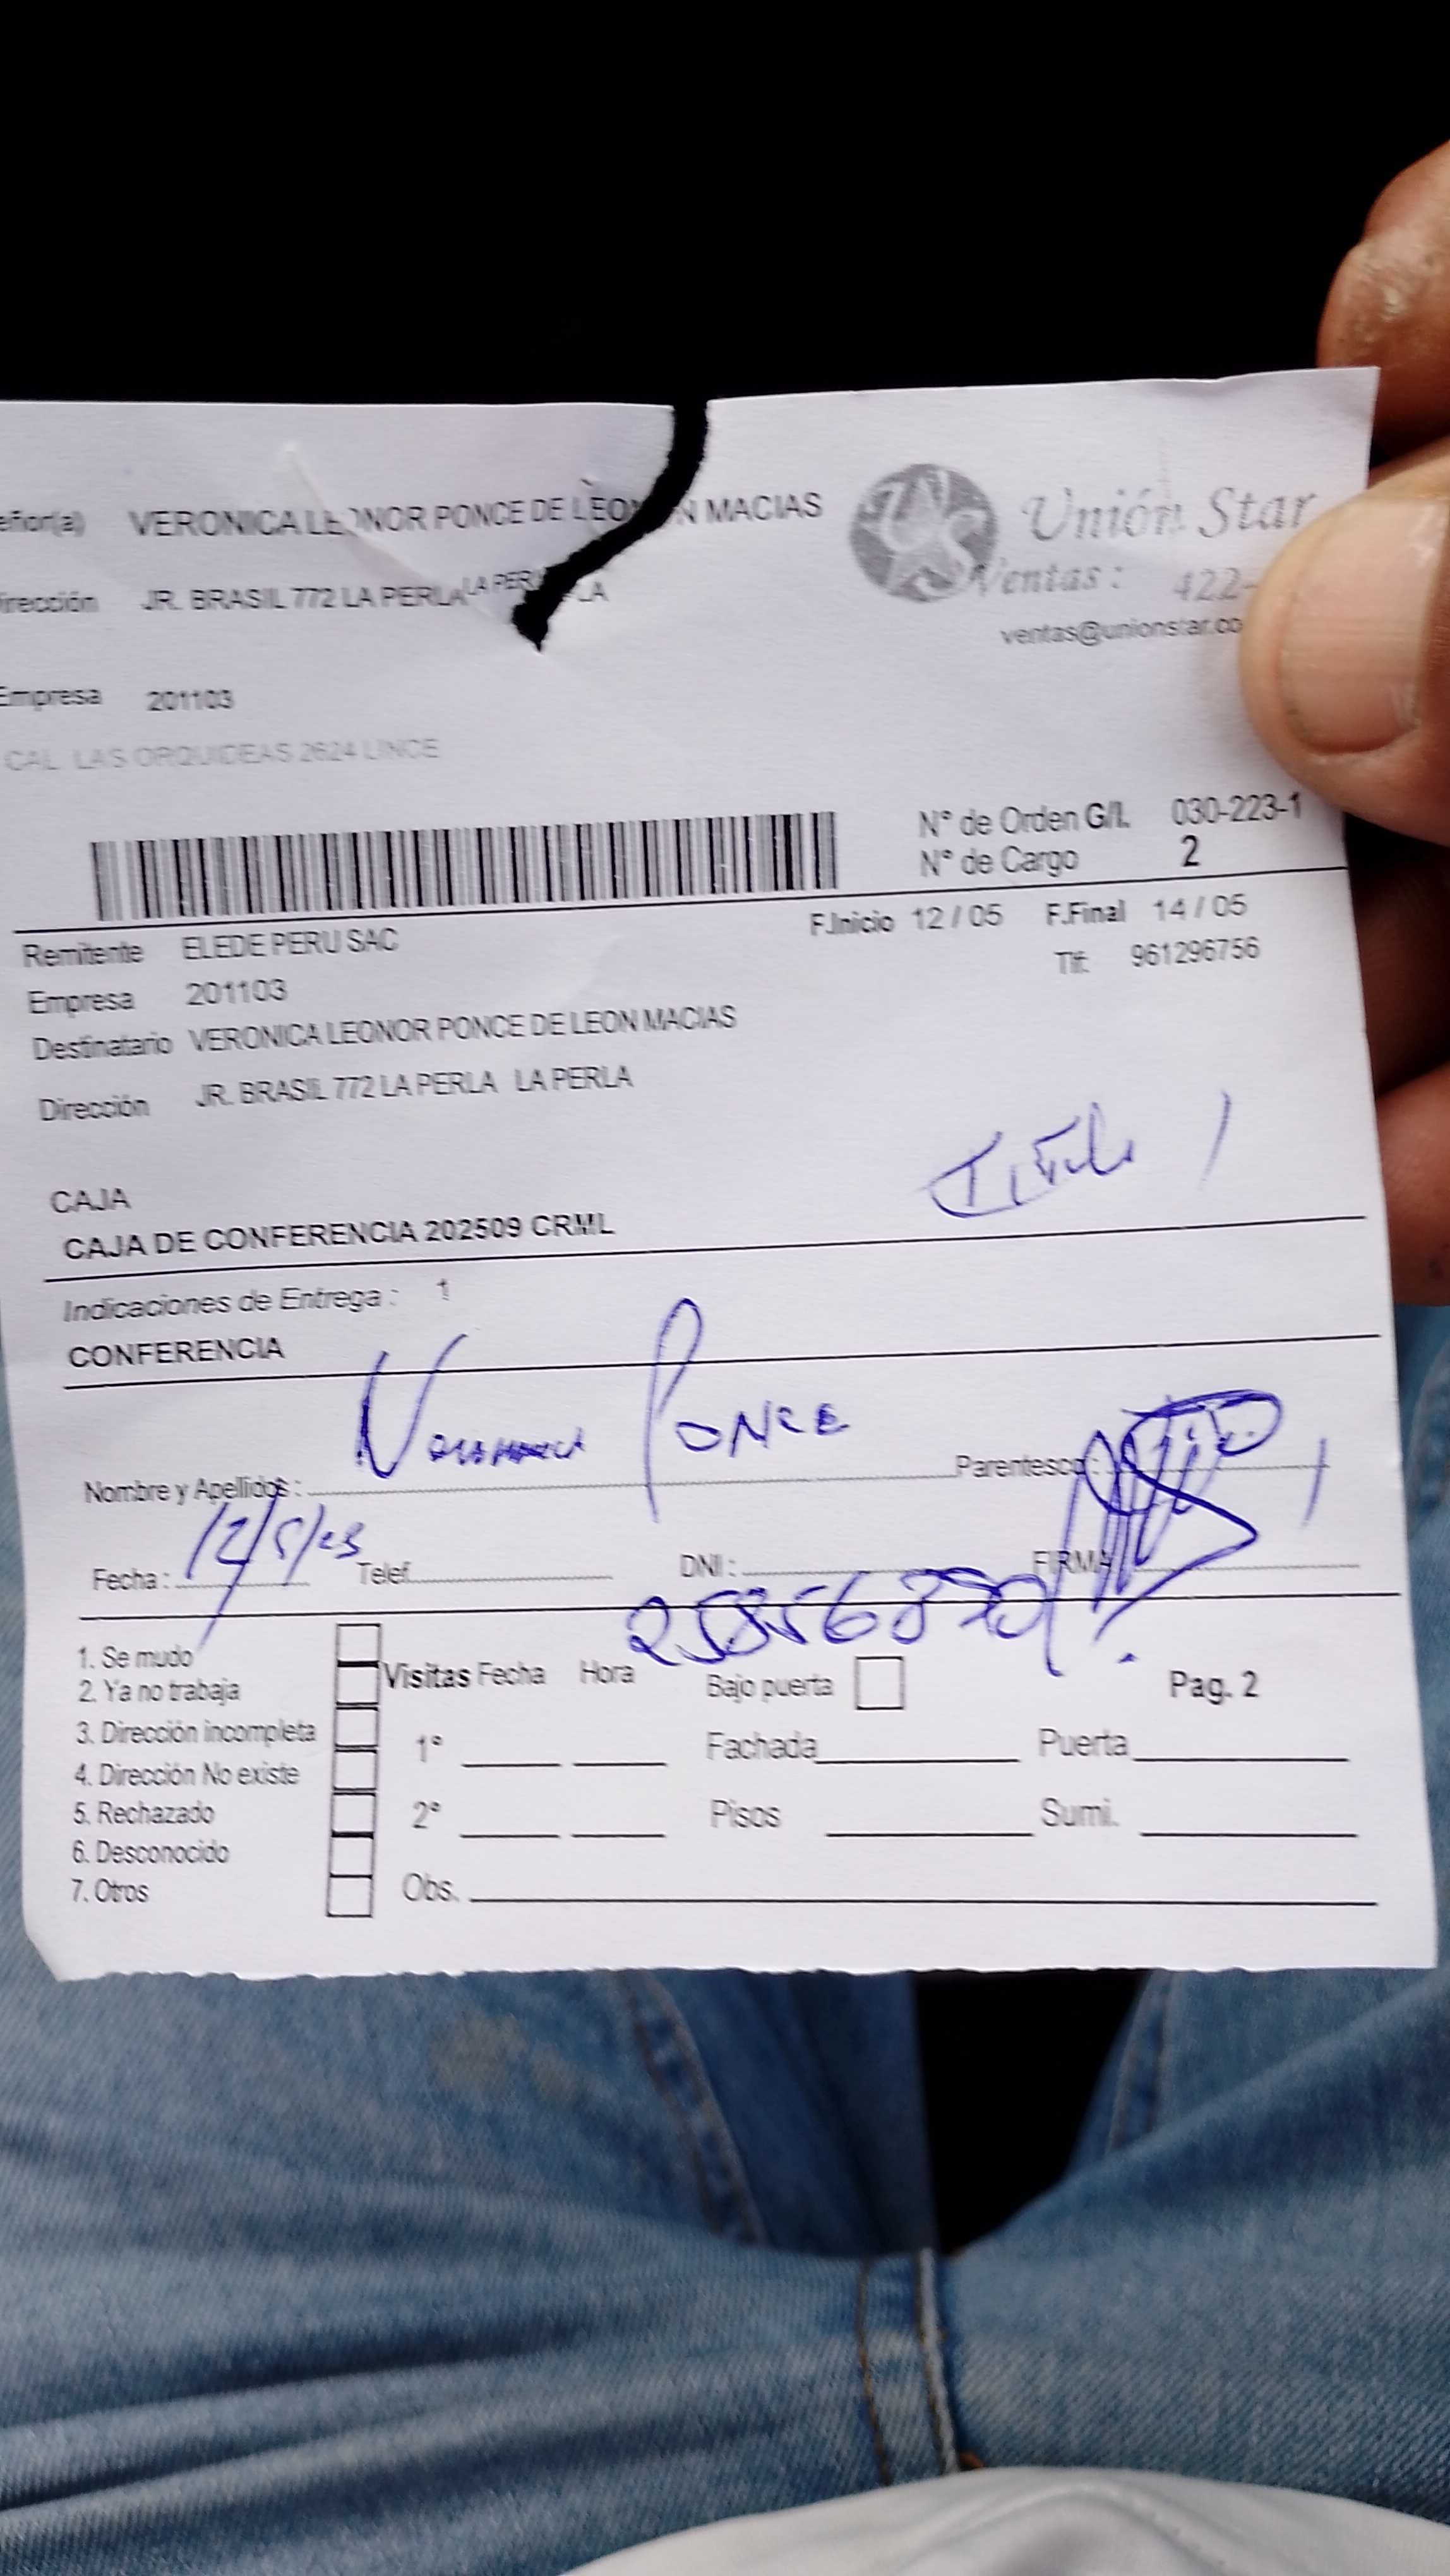 eñor(a) VERONICA LEONOR PONCE DE LEON MACIAS
irección JR. BRASIL 772 LA PERLA LA PERLA
Unión Star
Ventas: 422-
ventas@unionstar.co
Empresa 201103
CAL LAS ORQUIDEAS 2624 LINCE
N° de Orden G/I. 030-223-1
N° de Cargo 2
F.Inicio 12 / 05 F.Final 14 / 05
Remitente ELEDE PERU SAC
Tlf: 961296756
Empresa 201103
Destinatario VERONICA LEONOR PONCE DE LEON MACIAS
Dirección JR. BRASIL 772 LA PERLA LA PERLA
CAJA
CAJA DE CONFERENCIA 202509 CRML
Indicaciones de Entrega : 1
CONFERENCIA
Nombre y Apellidos : Ponce Parentesco :
Fecha : 12/5/23 Telef. DNI : FIRMA
1. Se mudo
2. Ya no trabaja
3. Dirección incompleta
4. Dirección No existe
5. Rechazado
6. Desconocido
7. Otros
Visitas Fecha Hora Bajo puerta Pag. 2
1° Fachada Puerta
2° Pisos Sumi.
Obs.